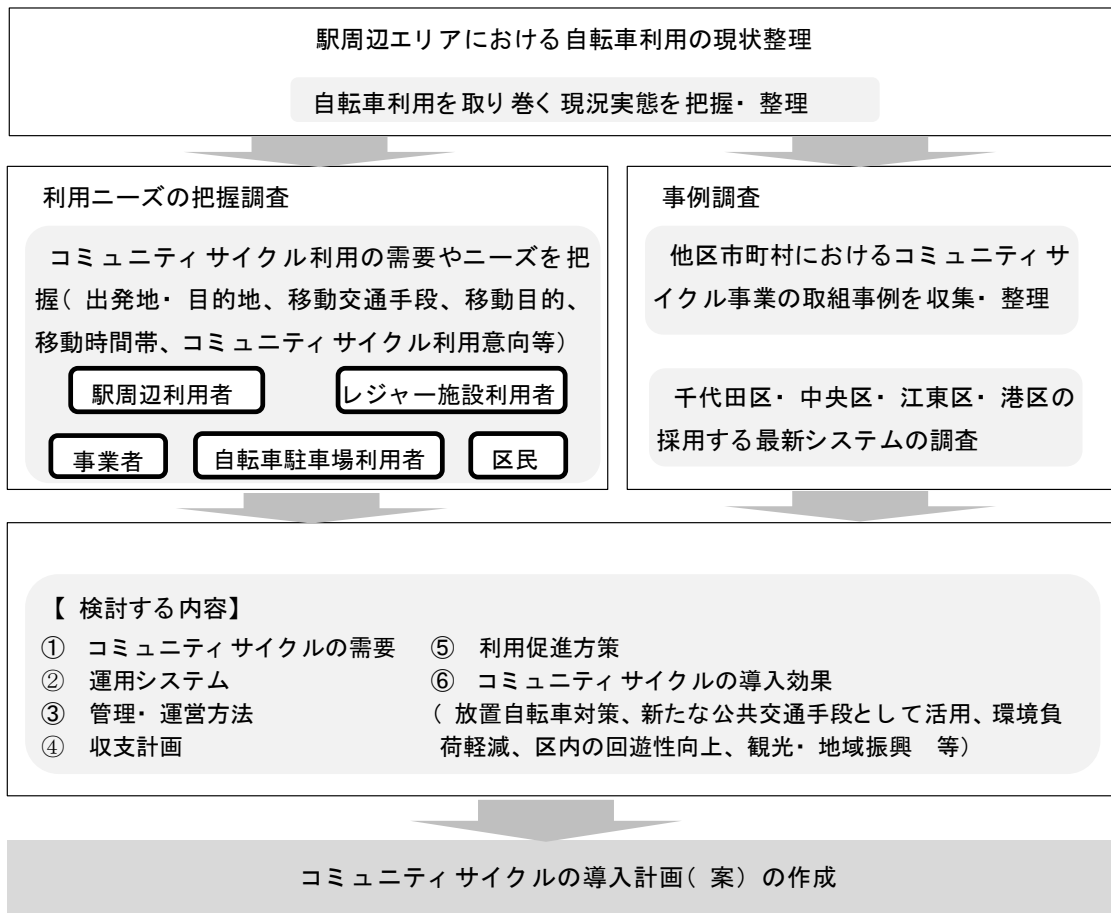 駅周辺エリアにおける自転車利用の現状整理
自転車利用を取り巻く現況実態を把握・整理
利用ニーズの把握調査
コミュニティサイクル利用の需要やニーズを把
握(出発地・目的地、移動交通手段、移動目的、
移動時間帯、コミュニティサイクル利用意向等)
駅周辺利用者
レジャー施設利用者
事業者
自転車駐車場利用者
区民
事例調査
他区市町村におけるコミュニティサ
イクル事業の取組事例を収集・整理
千代田区・中央区・江東区・港区の
採用する最新システムの調査
【検討する内容】
① コミュニティサイクルの需要
② 運用システム
③ 管理・運営方法
④ 収支計画
⑤ 利用促進方策
⑥ コミュニティサイクルの導入効果
(放置自転車対策、新たな公共交通手段として活用、環境負
荷軽減、区内の回遊性向上、観光・地域振興 等)
コミュニティサイクルの導入計画(案)の作成